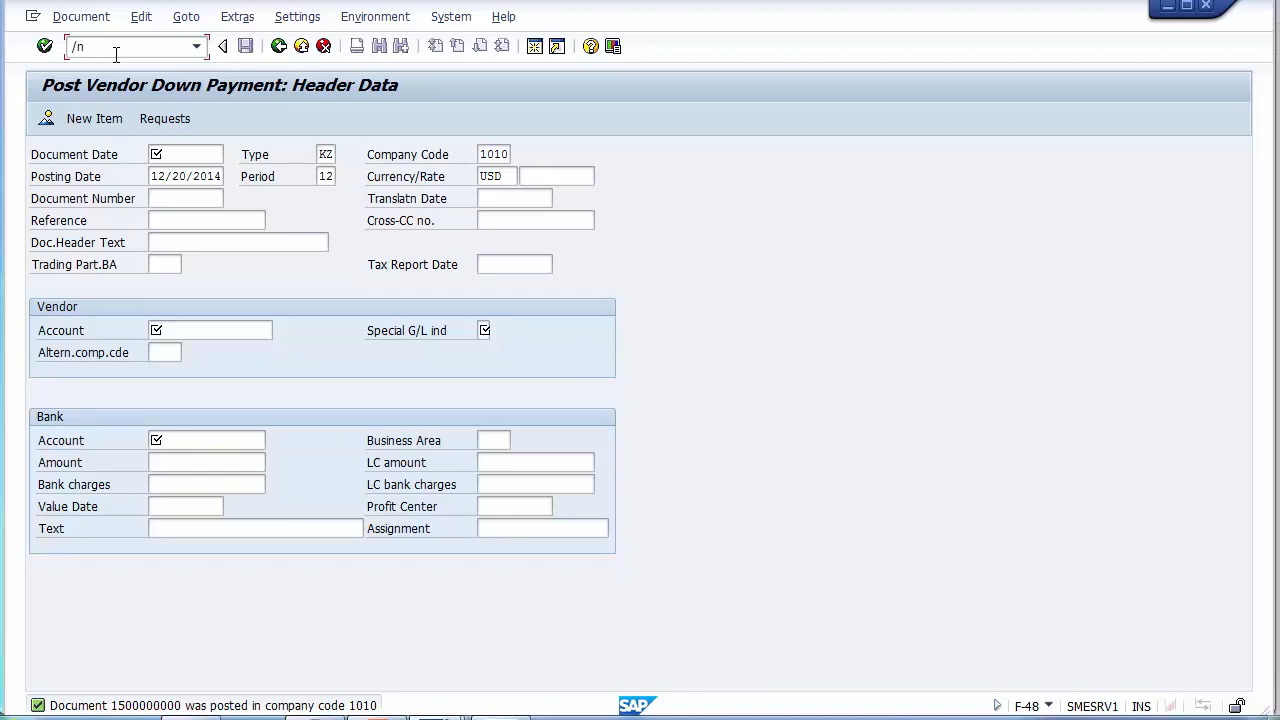 Document Edit Goto Extras Settings Environment System Help
/n
Post Vendor Down Payment: Header Data
New Item Requests
Document Date Type KZ Company Code 1010
Posting Date 12/20/2014 Period 12 Currency/Rate USD
Document Number Translatn Date
Reference Cross-CC no.
Doc.Header Text
Trading Part.BA Tax Report Date
Vendor
Account Special G/L ind
Altern.comp.cde
Bank
Account Business Area
Amount LC amount
Bank charges LC bank charges
Value Date Profit Center
Text Assignment
Document 1500000000 was posted in company code 1010 SAP F-48 SMESRV1 INS